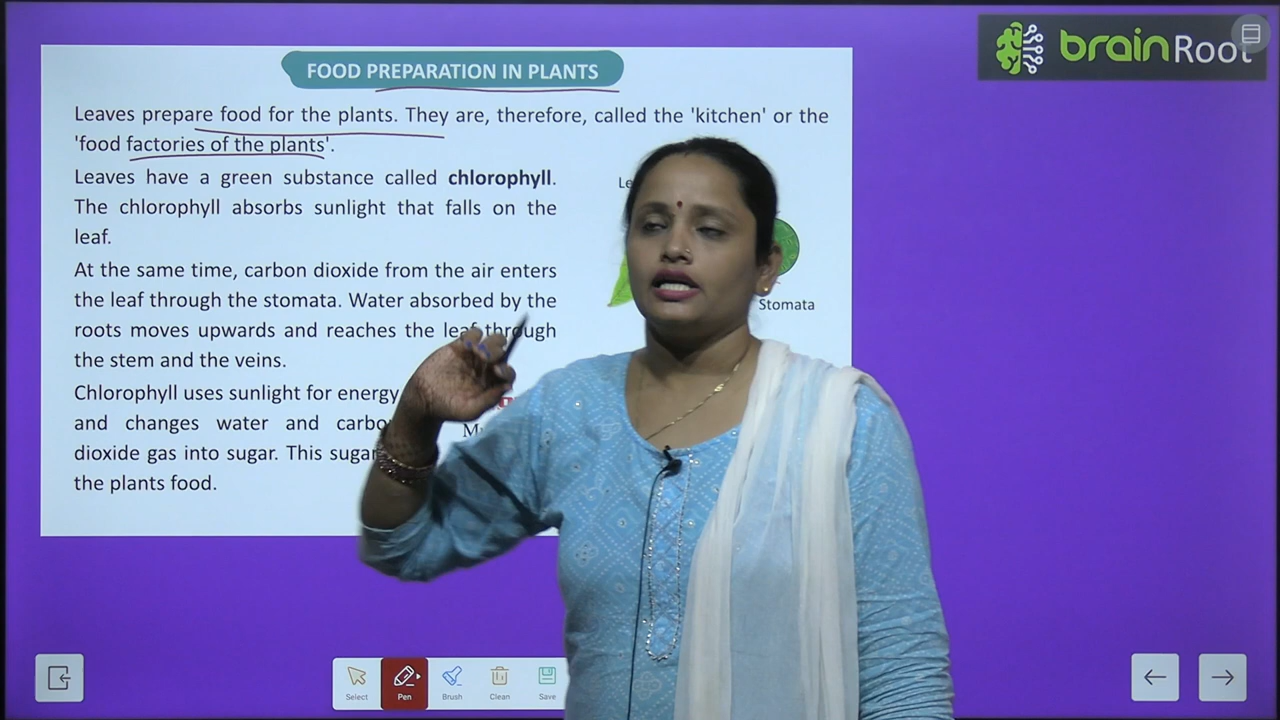 brainRoot
FOOD PREPARATION IN PLANTS
Leaves prepare food for the plants. They are, therefore, called the 'kitchen' or the
'food factories of the plants'.
Leaves have a green substance called chlorophyll.
The chlorophyll absorbs sunlight that falls on the
leaf.
At the same time, carbon dioxide from the air enters
the leaf through the stomata. Water absorbed by the
roots moves upwards and reaches the leaf through
the stem and the veins.
Chlorophyll uses sunlight for energy
and changes water and carbo
dioxide gas into sugar. This sugar
the plants food.
Stomata
Select Pen Brush Clean Save